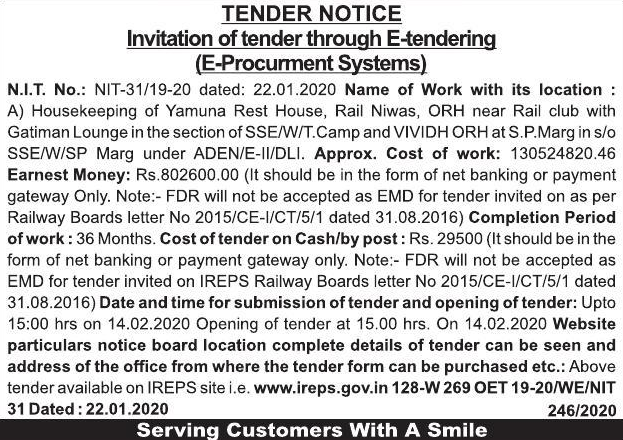 TENDER NOTICE
Invitation of tender through E-tendering
(E-Procurment Systems)
N.I.T. No.: NIT-31/19-20 dated: 22.01.2020 Name of Work with its location :
A) Housekeeping of Yamuna Rest House, Rail Niwas, ORH near Rail club with
Gatiman Lounge in the section of SSE/W/T.Camp and VIVIDH ORH at S.P.Marg in s/o
SSE/W/SP Marg under ADEN/E-II/DLI. Approx. Cost of work: 130524820.46
Earnest Money: Rs.802600.00 (It should be in the form of net banking or payment
gateway Only. Note:- FDR will not be accepted as EMD for tender invited on as per
Railway Boards letter No 2015/CE-I/CT/5/1 dated 31.08.2016) Completion Period
of work : 36 Months. Cost of tender on Cash/by post : Rs. 29500 (It should be in the
form of net banking or payment gateway only. Note:- FDR will not be accepted as
EMD for tender invited on IREPS Railway Boards letter No 2015/CE-I/CT/5/1 dated
31.08.2016) Date and time for submission of tender and opening of tender: Upto
15:00 hrs on 14.02.2020 Opening of tender at 15.00 hrs. On 14.02.2020 Website
particulars notice board location complete details of tender can be seen and
address of the office from where the tender form can be purchased etc.: Above
tender available on IREPS site i.e. www.ireps.gov.in 128-W 269 OET 19-20/WE/NIT
31 Dated : 22.01.2020 246/2020
Serving Customers With A Smile